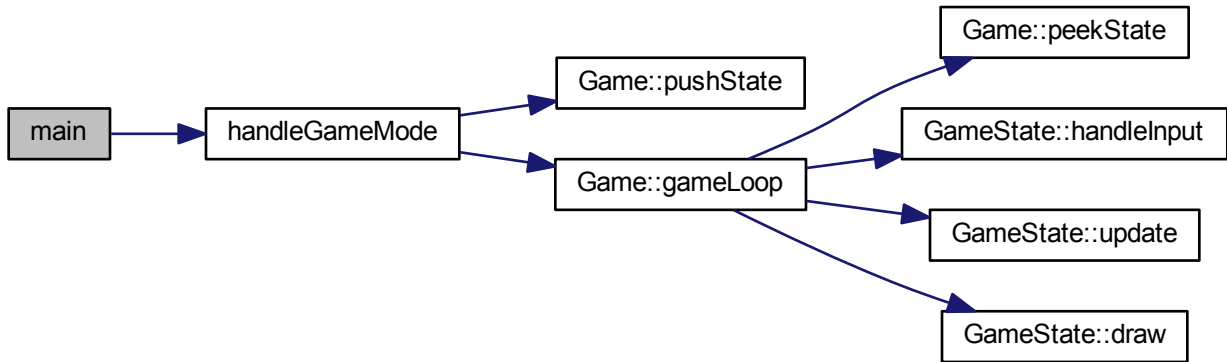 main
handleGameMode
Game::pushState
Game::gameLoop
Game::peekState
GameState::handleInput
GameState::update
GameState::draw